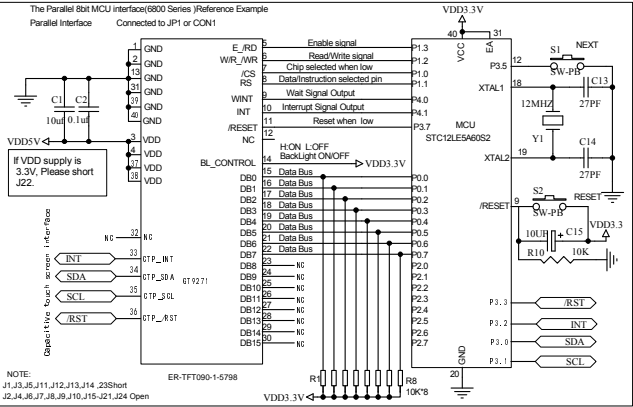 The Parallel 8bit MCU interface(6800 Series )Reference Example
Parallel Interface Connected to JP1 or CON1
VDD3.3V
40 31
VCC
EA
1 GND
2 GND
13 GND
31 GND
39 GND
40 GND
3 VDD
4 VDD
37 VDD
38 VDD
C1 C2
10uf 0.1uf
VDD5V
If VDD supply is
3.3V, Please short
J22.
E_/RD 5 Enable signal P1.3
W/R_/WR 6 Read/Write signal P1.2
/CS 7 Chip selected when low P1.0
RS 8 Data/Instruction selected pin P1.1
WINT 9 Wait Signal Output P4.0
INT 10 Interrupt Signal Output P4.1
/RESET 11 Reset when low P3.7
NC 12
H:ON L:OFF
BL_CONTROL 14 BackLight ON/OFF VDD3.3V
DB0 15 Data Bus P0.0
DB1 16 Data Bus P0.1
DB2 17 Data Bus P0.2
DB3 18 Data Bus P0.3
DB4 19 Data Bus P0.4
DB5 20 Data Bus P0.5
DB6 21 Data Bus P0.6
DB7 22 Data Bus P0.7
DB8 23 NC P2.0
DB9 24 NC P2.1
DB10 25 NC P2.2
DB11 26 NC P2.3
DB12 27 NC P2.4
DB13 28 NC P2.5
DB14 29 NC P2.6
DB15 30 NC P2.7
MCU
STC12LE5A60S2
P3.5 12
S1 NEXT
SW-PB
XTAL1 18
C13
27PF
12MHZ
Y1
C14
XTAL2 19
27PF
/RESET 9
S2 RESET
SW-PB
VDD3.3
10UF + C15
R10 10K
P3.3 /RST
P3.2 INT
P3.0 SDA
P3.1 SCL
GND
20
Capacitive touch screen interface
NC 32 NC
INT 33 CTP_INT
SDA 34 CTP_SDA
GT9271
SCL 35 CTP_SCL
/RST 36 CTP_/RST
ER-TFT090-1-5798
R1 R8
10K*8
VDD3.3V
NOTE:
J1,J3,J5,J11,J12,J13,J14 ,23Short
J2,J4,J6,J7,J8,J9,J10,J15-J21,J24 Open